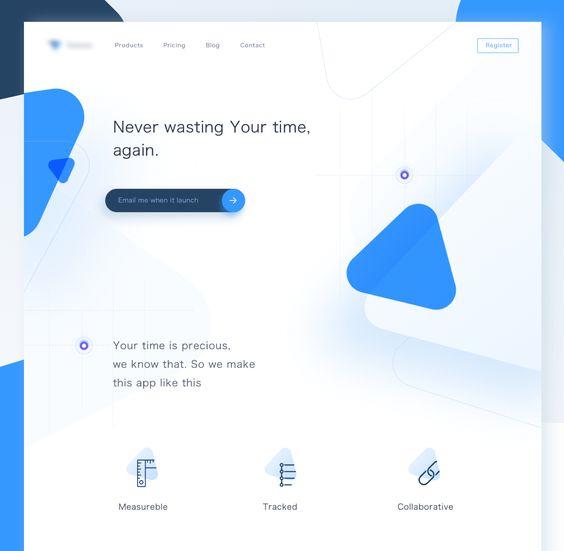 Products
Pricing
Blog
Contact
Register
Never wasting Your time,
again.
Email me when it launch
Your time is precious,
we know that. So we make
this app like this
Measureble
Tracked
Collaborative